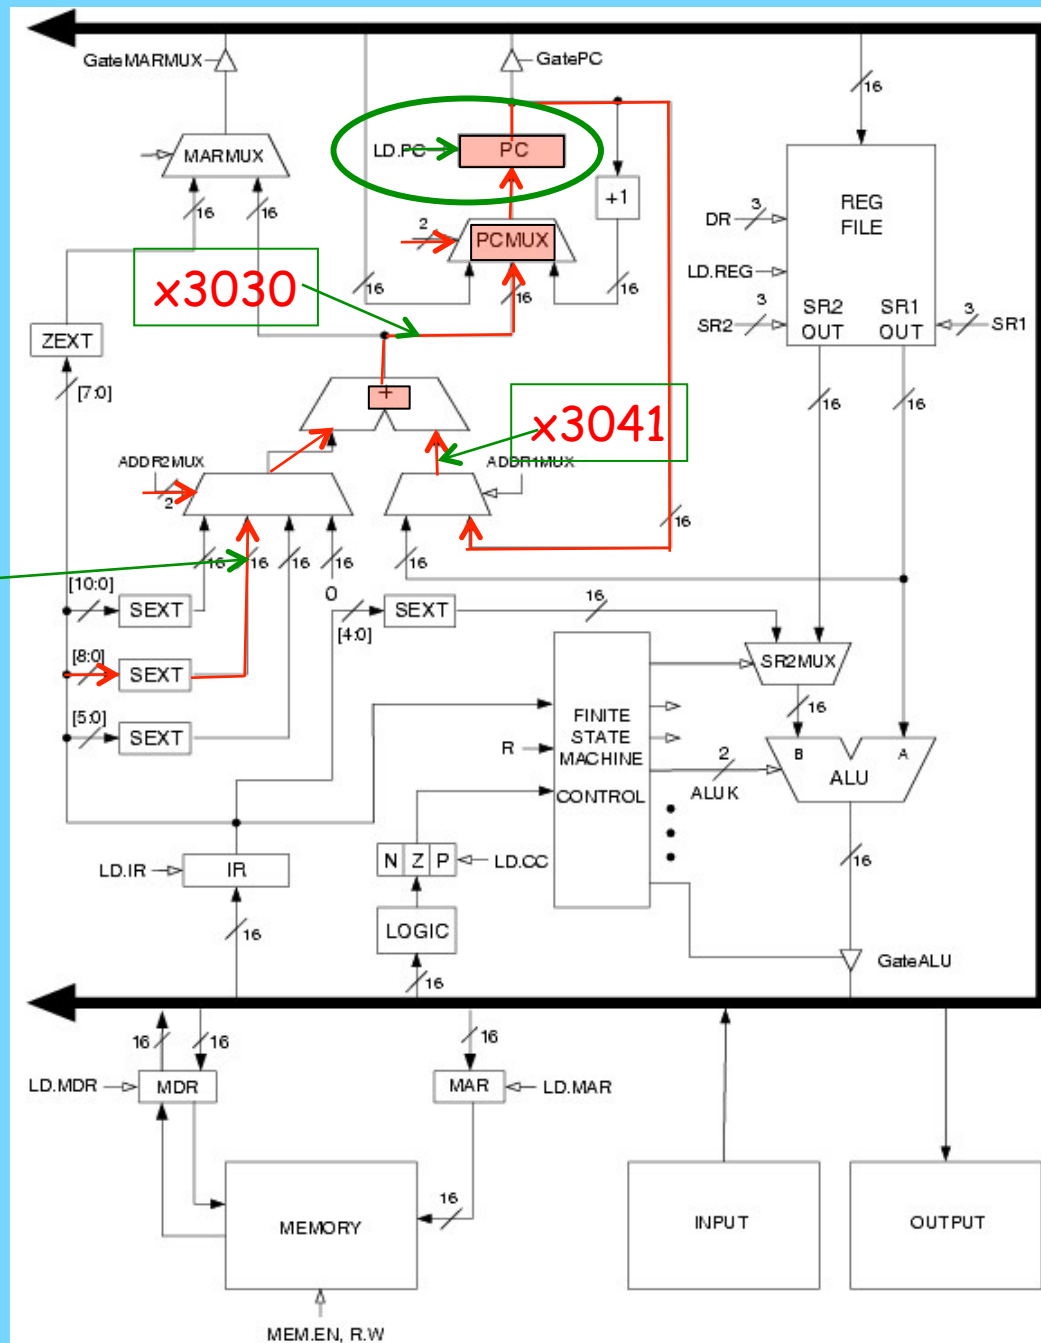 GateMARMUX
GatePC
16
MARMUX
LD.PC
PC
+1
REG
FILE
DR
3
16
16
2
PCMUX
LD.REG
x3030
16
16
16
3
SR2
SR2
OUT
SR1
OUT
3
SR1
ZEXT
[7:0]
+
16
16
x3041
ADDR2MUX
2
ADDR1MUX
16
16
16
16
16
16
0
[10:0]
SEXT
[4:0]
SEXT
16
[8:0]
SEXT
SR2MUX
[5:0]
SEXT
16
FINITE
STATE
MACHINE
CONTROL
R
2
ALUK
B
A
ALU
N Z P
LD.CC
LD.IR
IR
16
16
LOGIC
16
GateALU
16
16
16
LD.MDR
MDR
MAR
LD.MAR
16
MEMORY
INPUT
OUTPUT
MEM.EN, R.W